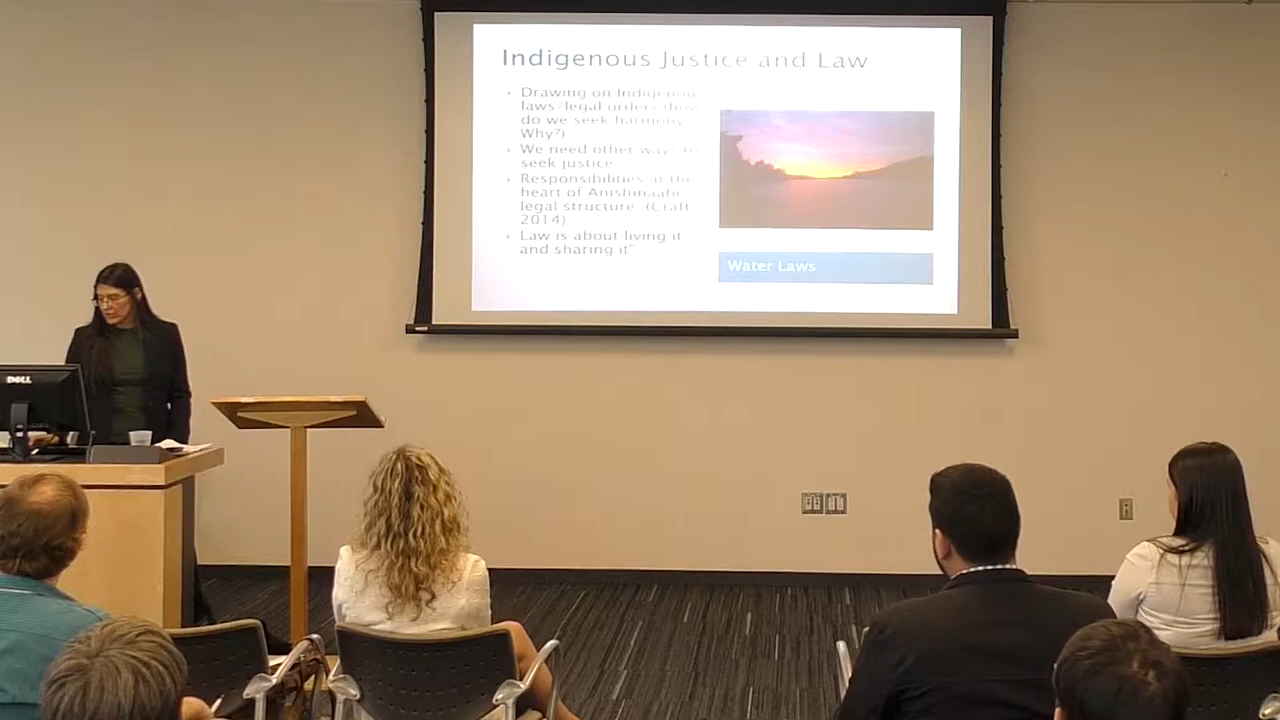 Indigenous Justice and Law
Drawing on Indigenous
laws/legal orders (how
do we seek harmony
Why?)
We need other ways to
seek justice
Responsibilities at the
heart of Anishinaabe
legal structure (Craft
2014)
Law is about living it
and sharing it"
Water Laws
DELL